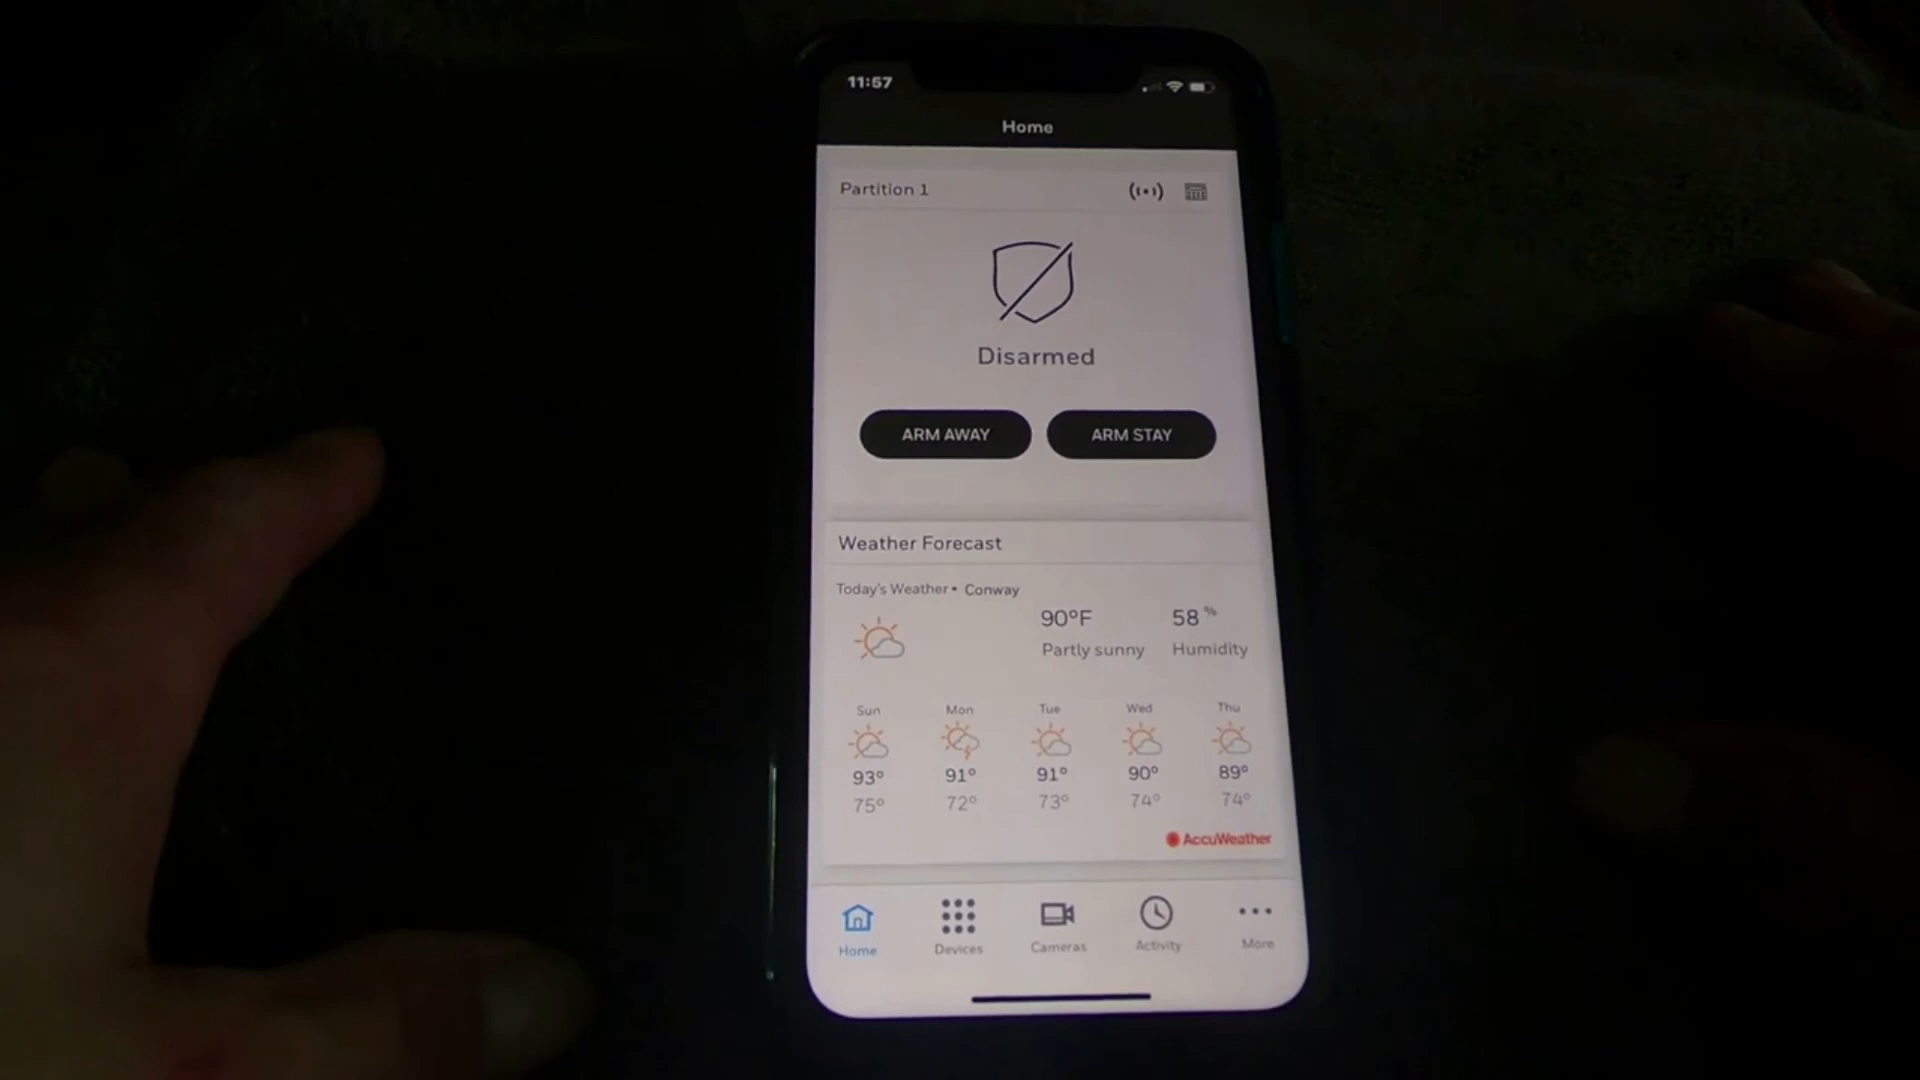 11:57
Home
Partition 1
Disarmed
ARM AWAY ARM STAY
Weather Forecast
Today's Weather • Conway
90°F 58 %
Partly sunny Humidity
Sun Mon Tue Wed Thu
93° 91° 91° 90° 89°
75° 72° 73° 74° 74°
AccuWeather
Home Devices Cameras Activity More